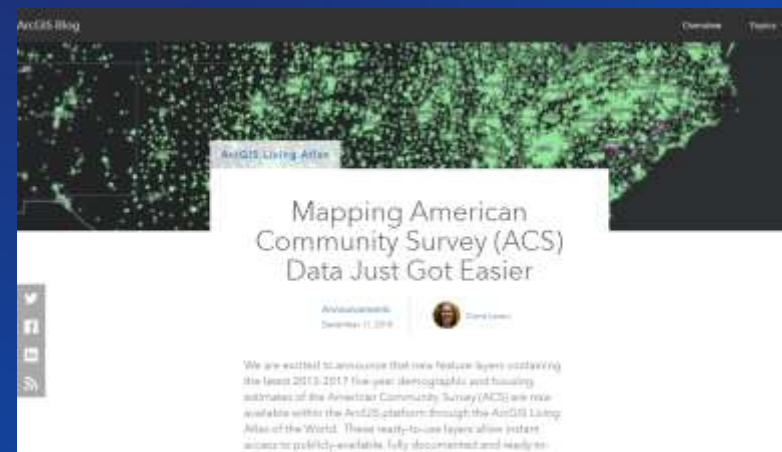 ArcGIS Blog
Overview Topics
ArcGIS Living Atlas
Mapping American
Community Survey (ACS)
Data Just Got Easier
Announcements
December 11, 2018
We are excited to announce that new feature layers containing
the latest 2013-2017 five-year demographic and housing
estimates of the American Community Survey (ACS) are now
available within the ArcGIS platform through the ArcGIS Living
Atlas of the World. These ready-to-use layers allow instant
access to publicly-available, fully documented and ready-to-